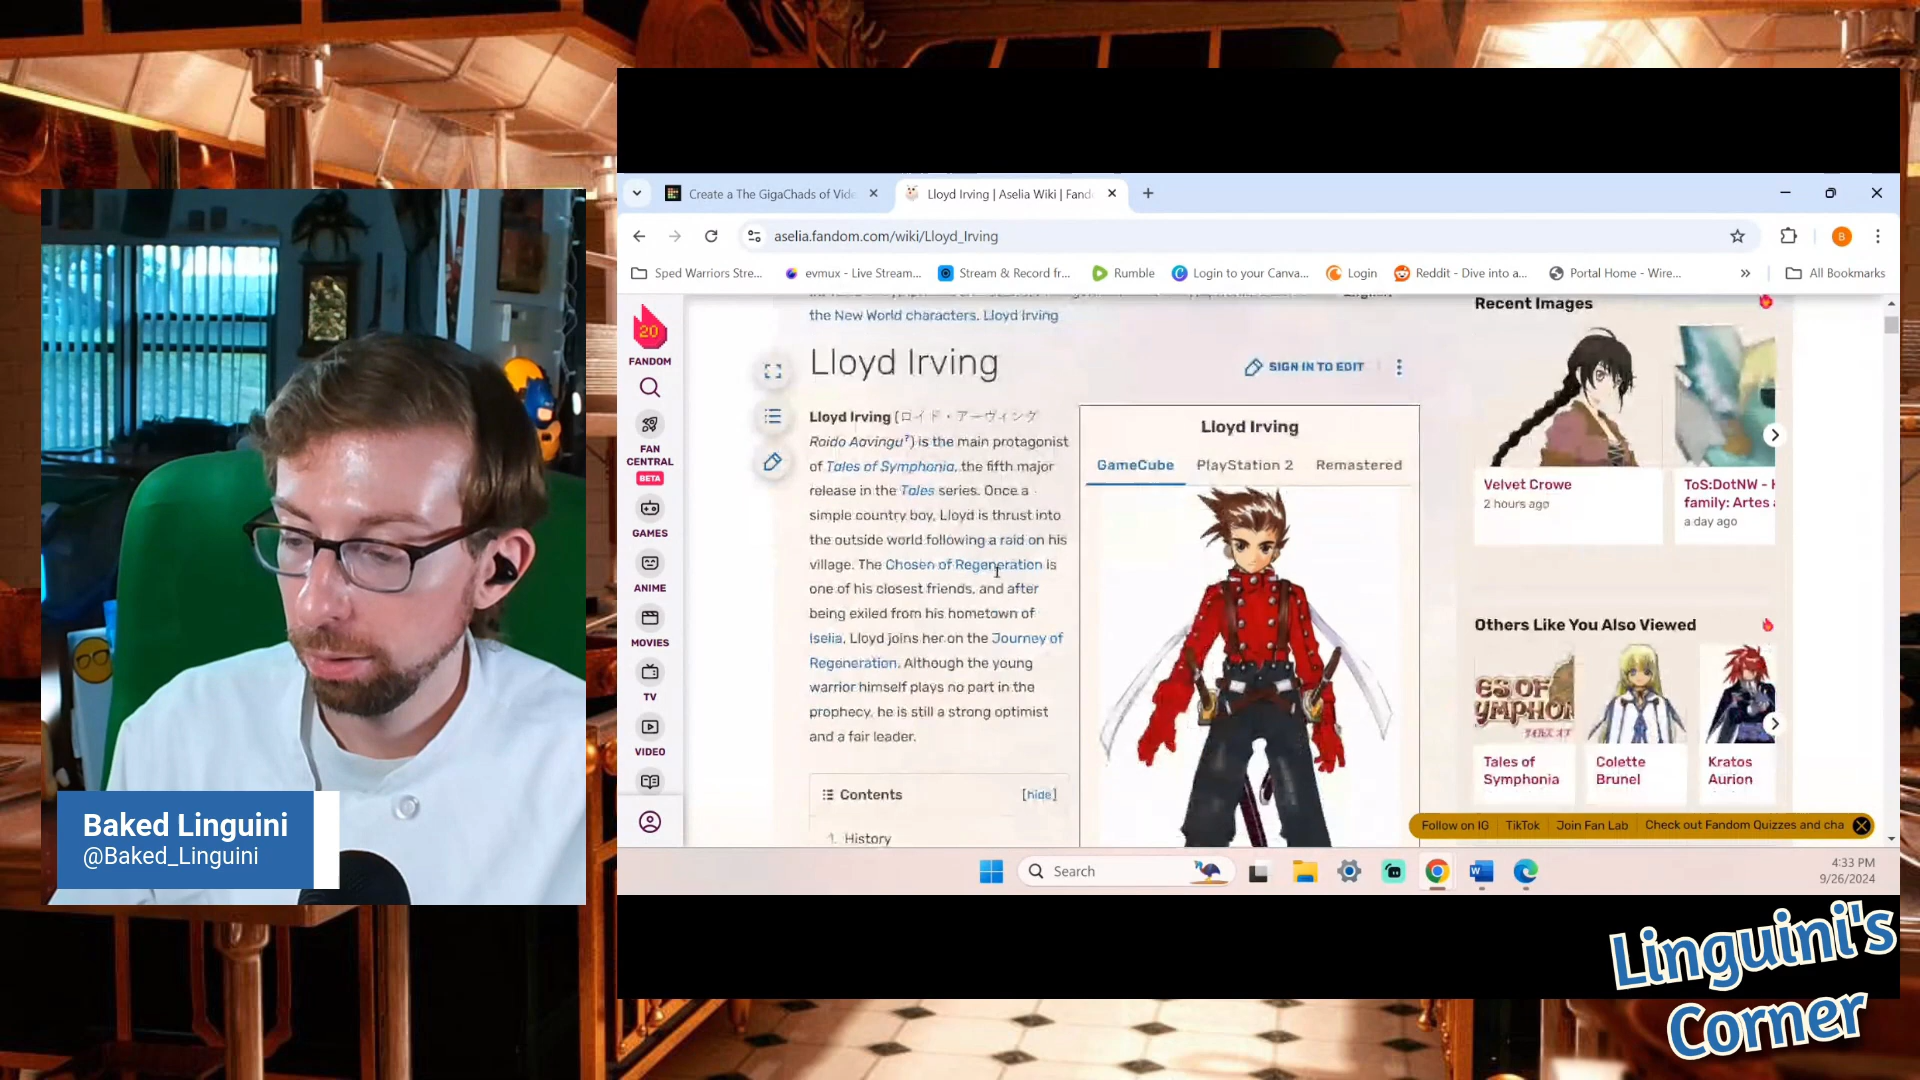 Create a The GigaChads of Vide
Lloyd Irving | Aselia Wiki | Fand
aselia.fandom.com/wiki/Lloyd_Irving
B
Sped Warriors Stre...
evmux - Live Stream...
Stream & Record fr...
Rumble
Login to your Canva...
Login
Reddit - Dive into a...
Portal Home - Wire...
All Bookmarks
20
FANDOM
FAN
CENTRAL
BETA
GAMES
ANIME
MOVIES
TV
VIDEO
the New World characters. Lloyd Irving
Lloyd Irving
SIGN IN TO EDIT
Lloyd Irving (ロイド・アーヴィング
Roido Aavingu?) is the main protagonist
of Tales of Symphonia, the fifth major
release in the Tales series. Once a
simple country boy, Lloyd is thrust into
the outside world following a raid on his
village. The Chosen of Regeneration is
one of his closest friends, and after
being exiled from his hometown of
Iselia, Lloyd joins her on the Journey of
Regeneration. Although the young
warrior himself plays no part in the
prophecy, he is still a strong optimist
and a fair leader.
Contents [hide]
1. History
Lloyd Irving
GameCube PlayStation 2 Remastered
Recent Images
Velvet Crowe
2 hours ago
ToS:DotNW -
family: Artes
a day ago
Others Like You Also Viewed
ES OF
YMPHON
Tales of
Symphonia
Colette
Brunel
Kratos
Aurion
Follow on IG TikTok Join Fan Lab Check out Fandom Quizzes and cha
Search
4:33 PM
9/26/2024
Baked Linguini
@Baked_Linguini
Linguini's
Corner